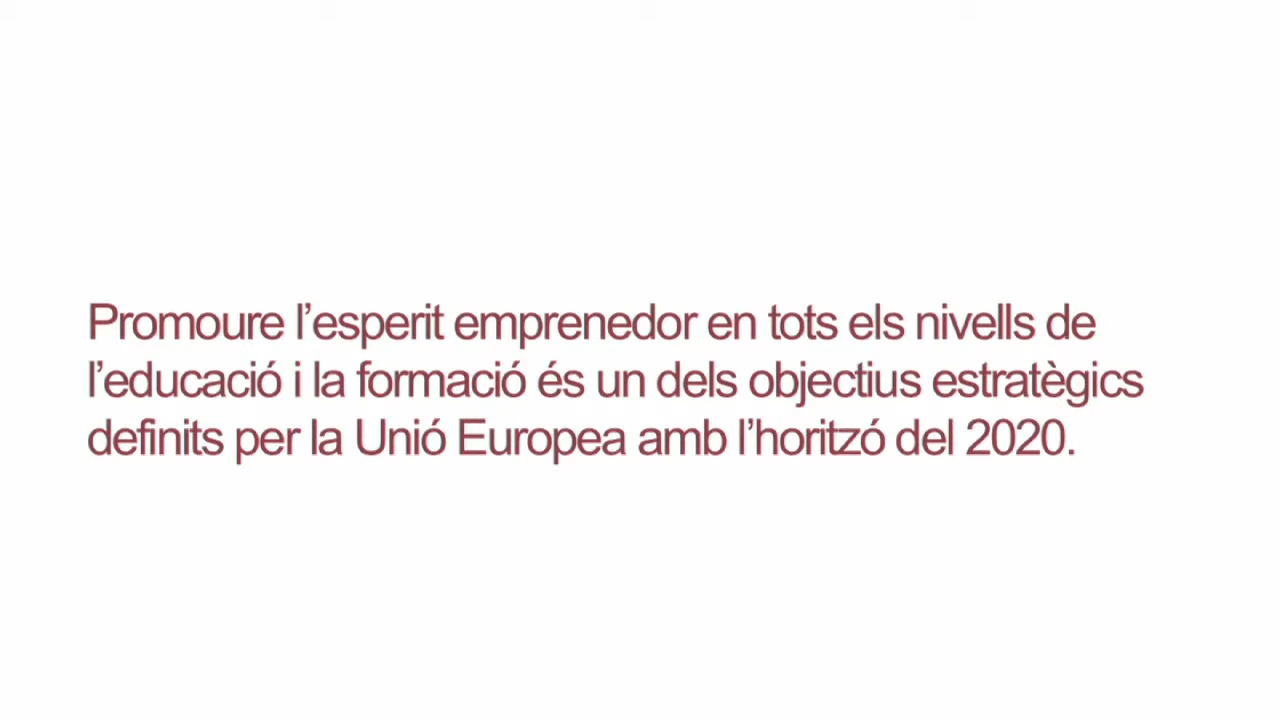 Promoure l’esperit emprenedor en tots els nivells de
l’educació i la formació és un dels objectius estratègics
definits per la Unió Europea amb l’horitzó del 2020.